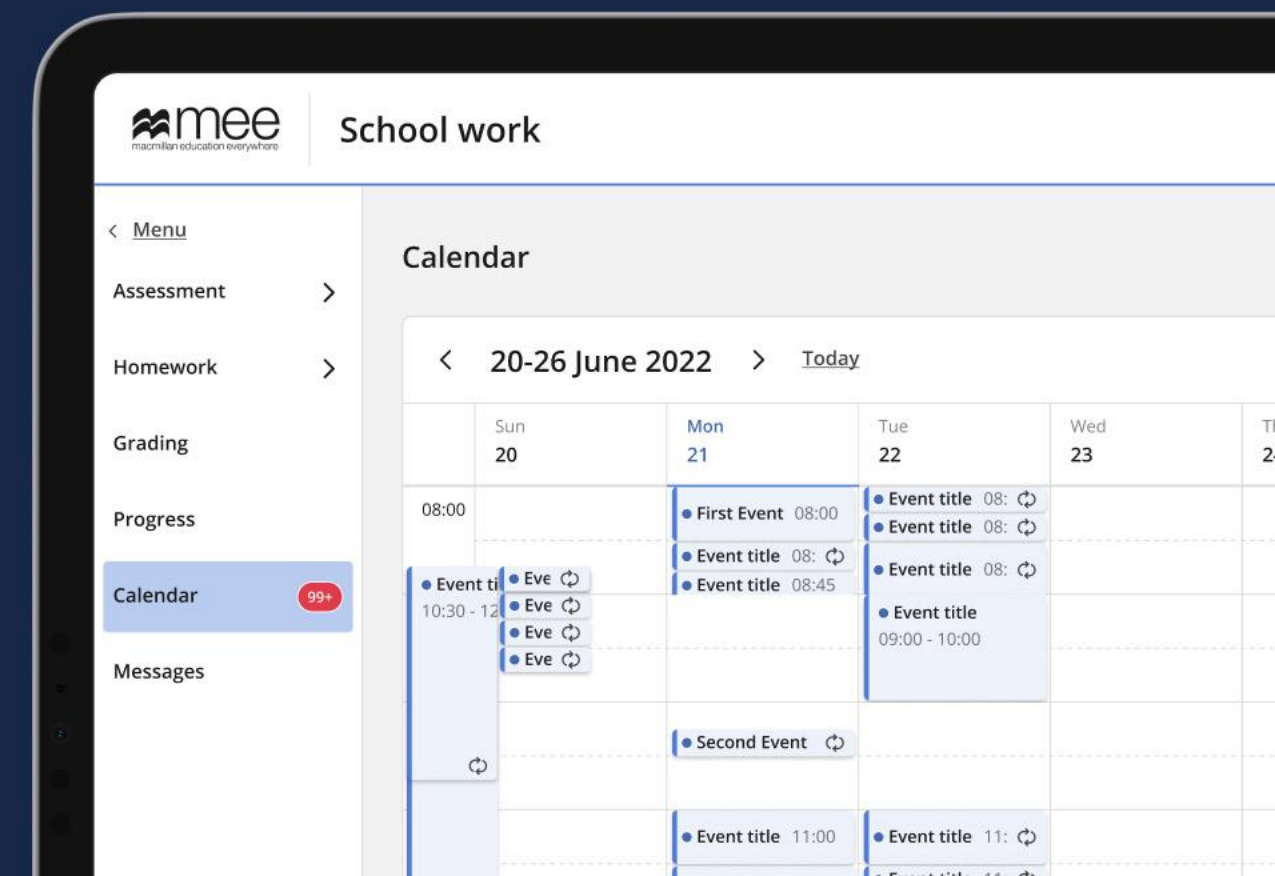 mee
macmillan education everywhere
School work
Menu
Assessment
Homework
Grading
Progress
Calendar 99+
Messages
Calendar
20-26 June 2022 Today
Sun Mon Tue Wed
20 21 22 23
08:00
First Event 08:00
Event title 08:
Event title 08:45
Event title 08:
Event title 08:
Event title 08:
Event title
09:00 - 10:00
Event ti
10:30 - 12
Eve
Eve
Eve
Eve
Second Event
Event title 11:00
Event title 11: